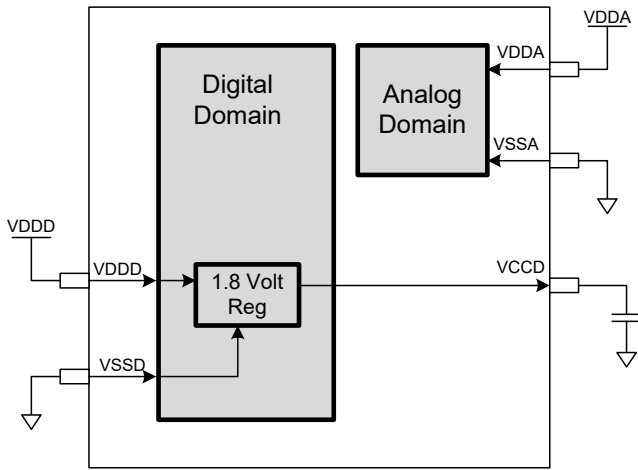 VDDA
VDDA
Digital
Domain
Analog
Domain
VSSA
VDDD
VDDD
VCCD
1.8 Volt
Reg
VSSD